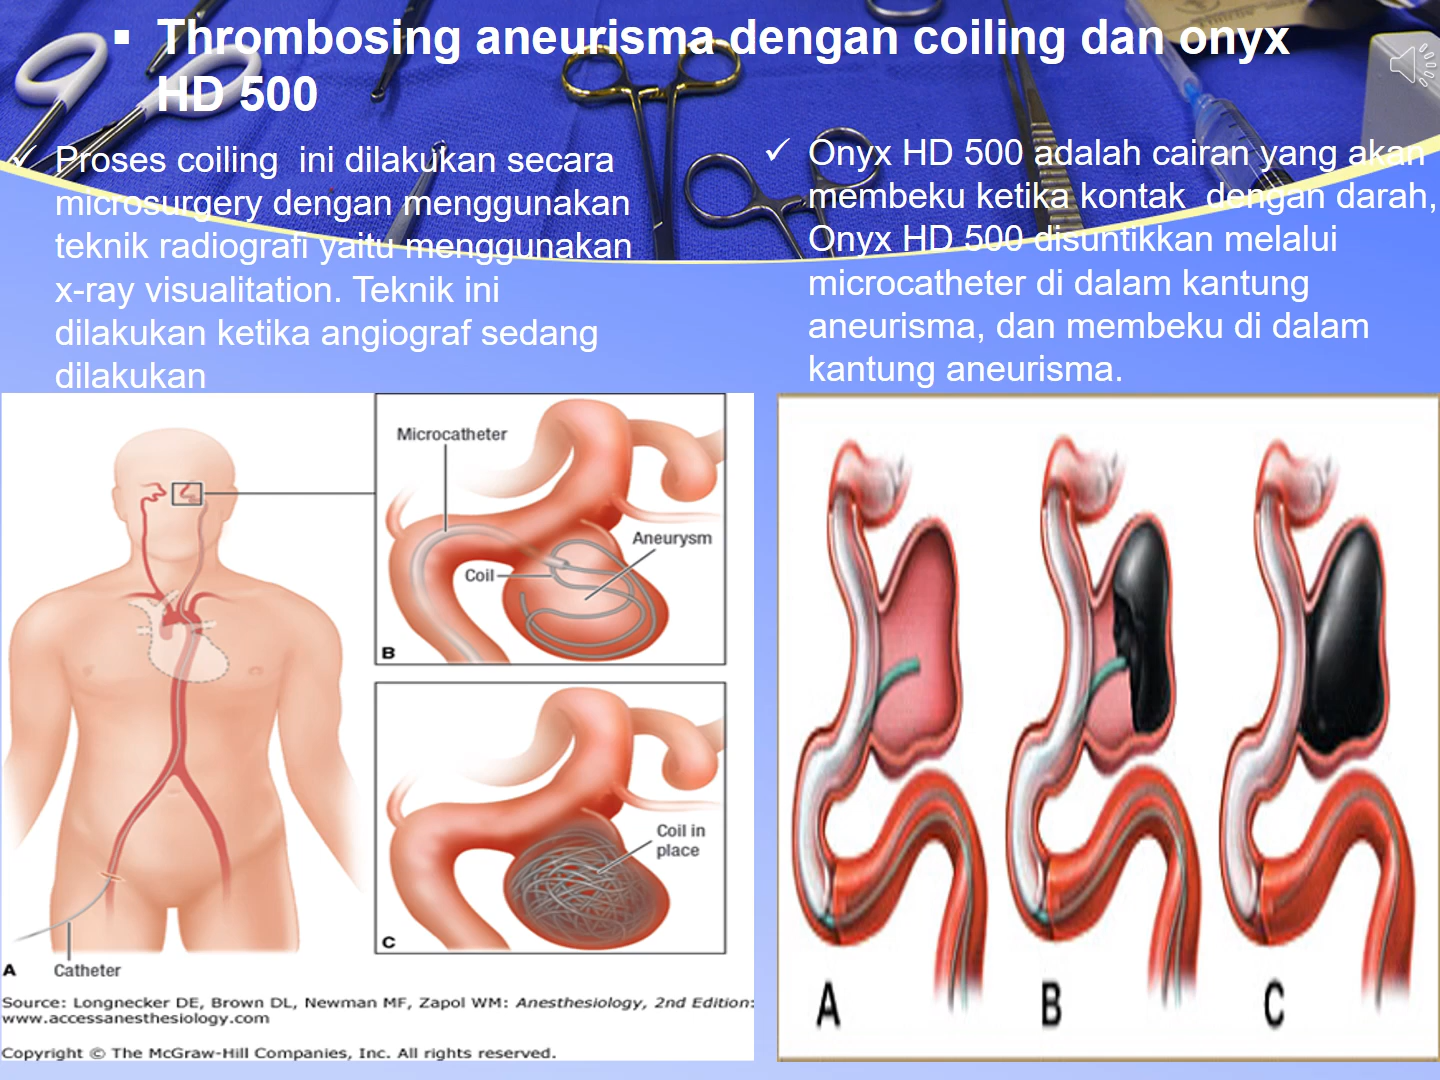 Thrombosing aneurisma dengan coiling dan onyx
HD 500
Proses coiling ini dilakukan secara
microsurgery dengan menggunakan
teknik radiografi yaitu menggunakan
x-ray visualitation. Teknik ini
dilakukan ketika angiograf sedang
dilakukan
Onyx HD 500 adalah cairan yang akan
membeku ketika kontak dengan darah,
Onyx HD 500 disuntikkan melalui
microcatheter di dalam kantung
aneurisma, dan membeku di dalam
kantung aneurisma.
Microcatheter
Aneurysm
Coil
B
Coil in
place
C
A
Catheter
Source: Longnecker DE, Brown DL, Newman MF, Zapol WM: Anesthesiology, 2nd Edition:
www.accessanesthesiology.com
Copyright © The McGraw-Hill Companies, Inc. All rights reserved.
A
B
C